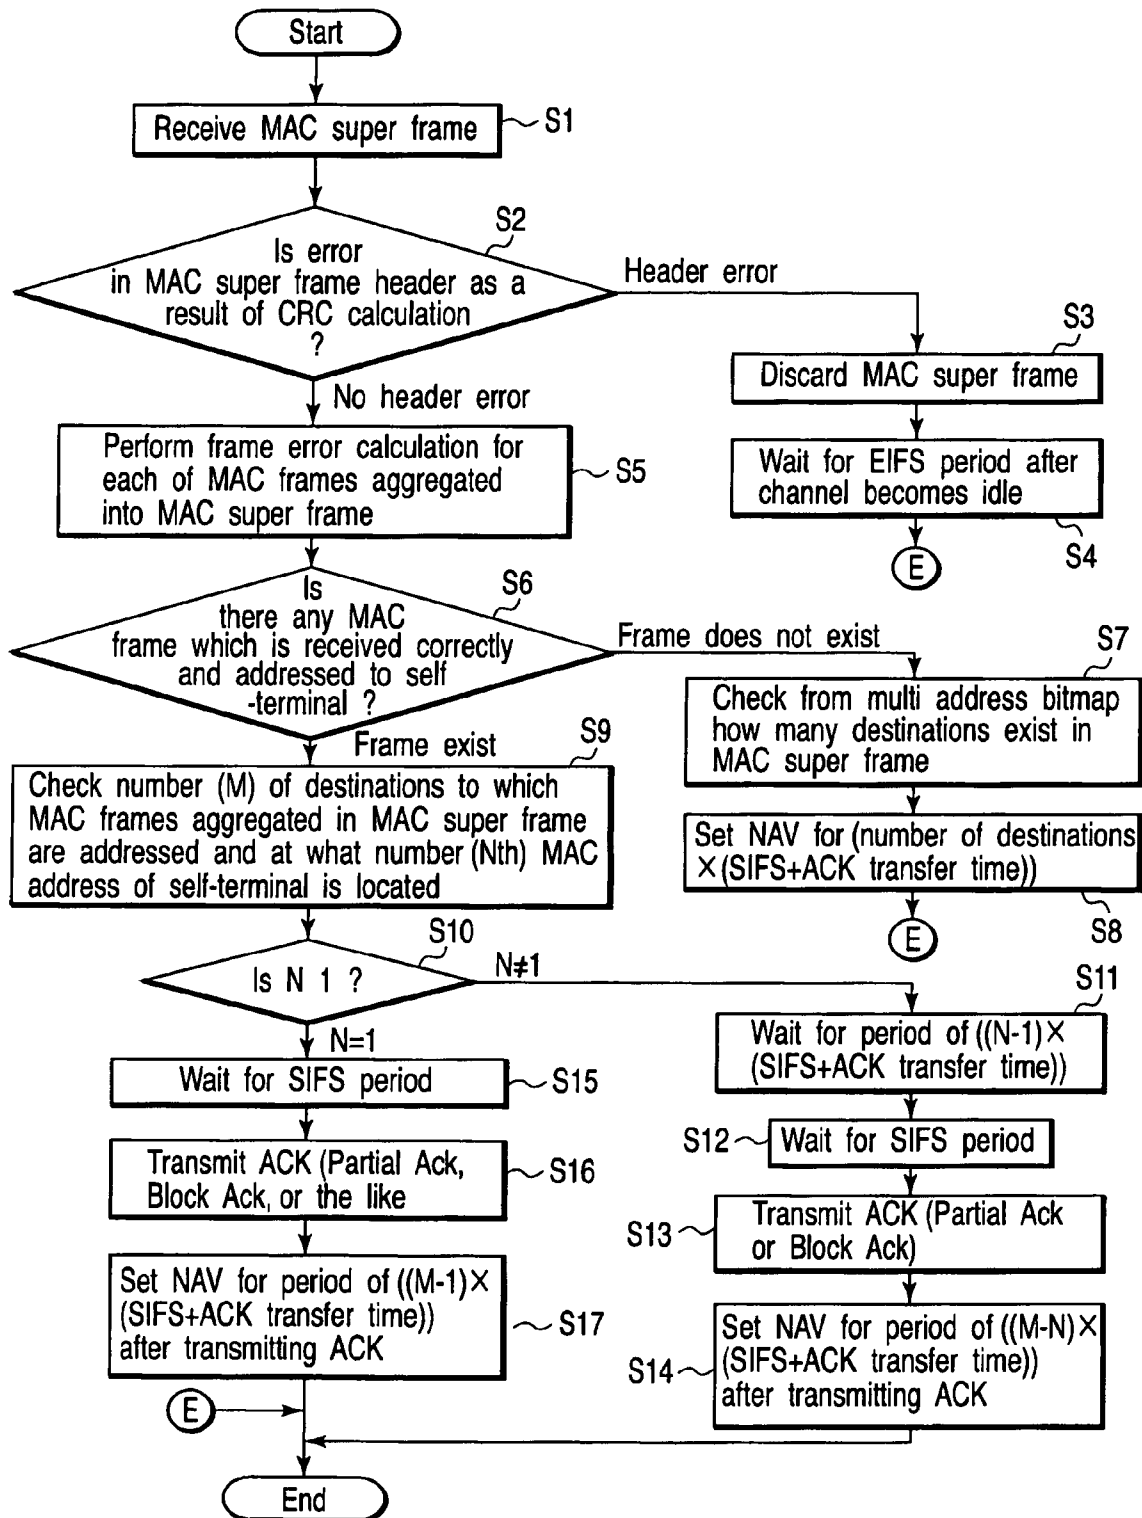 Start
Receive MAC super frame
S1
S2
Is error
in MAC super frame header as a
result of CRC calculation
?
Header error
No header error
S3
Discard MAC super frame
Wait for EIFS period after
channel becomes idle
S4
E
Perform frame error calculation for
each of MAC frames aggregated
into MAC super frame
S5
S6
Is
there any MAC
frame which is received correctly
and addressed to self
-terminal ?
Frame does not exist
Frame exist
S7
Check from multi address bitmap
how many destinations exist in
MAC super frame
Set NAV for (number of destinations
×(SIFS+ACK transfer time))
S8
E
S9
Check number (M) of destinations to which
MAC frames aggregated in MAC super frame
are addressed and at what number (Nth) MAC
address of self-terminal is located
S10
Is N 1 ?
N≠1
N=1
S11
Wait for period of ((N-1)×
(SIFS+ACK transfer time))
S12
Wait for SIFS period
S13
Transmit ACK (Partial Ack
or Block Ack)
S14
Set NAV for period of ((M-N)×
(SIFS+ACK transfer time))
after transmitting ACK
Wait for SIFS period
S15
Transmit ACK (Partial Ack,
Block Ack, or the like
S16
Set NAV for period of ((M-1)×
(SIFS+ACK transfer time))
after transmitting ACK
S17
E
End